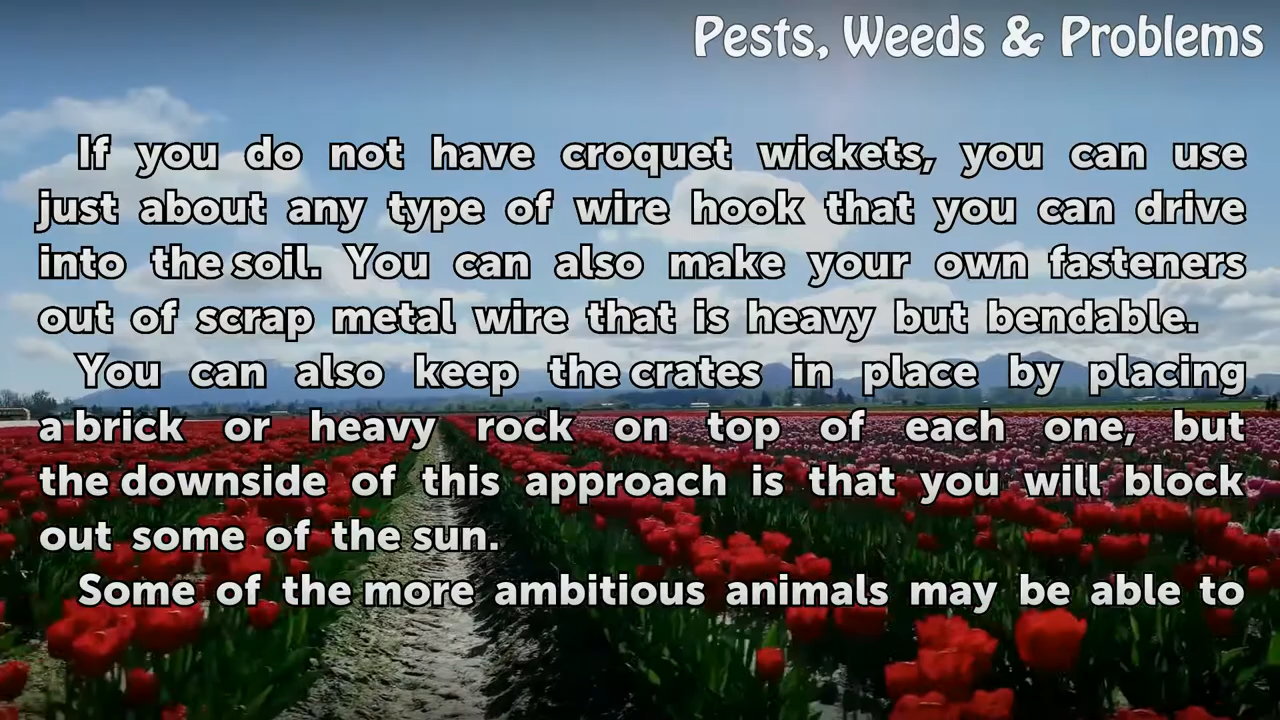 Pests, Weeds & Problems
If you do not have croquet wickets, you can use
just about any type of wire hook that you can drive
into the soil. You can also make your own fasteners
out of scrap metal wire that is heavy but bendable.
You can also keep the crates in place by placing
a brick or heavy rock on top of each one, but
the downside of this approach is that you will block
out some of the sun.
Some of the more ambitious animals may be able to